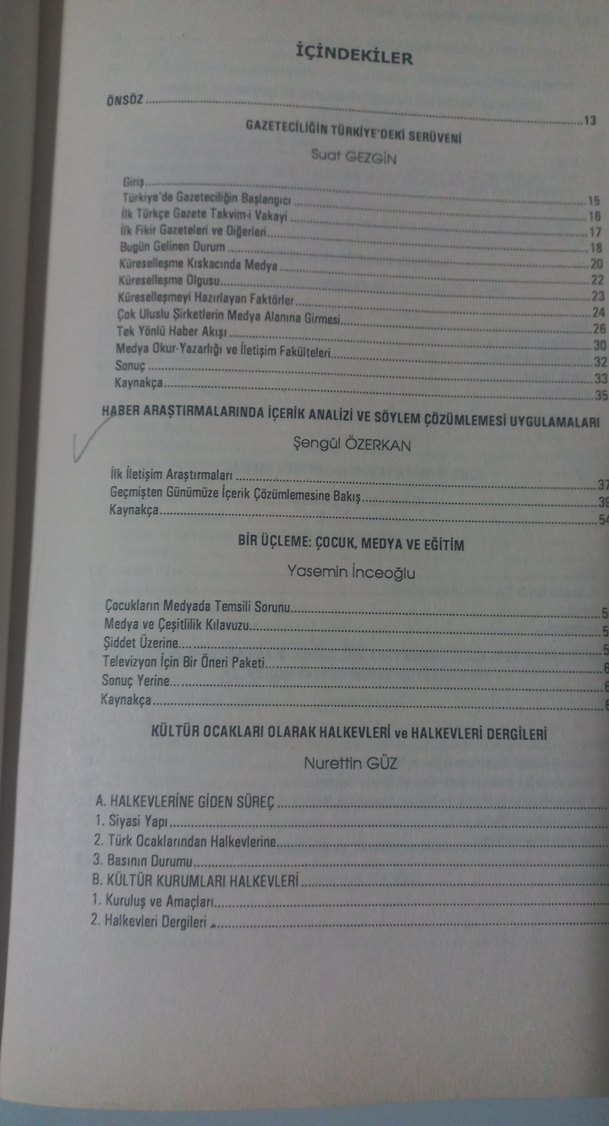 İÇİNDEKİLER
ÖNSÖZ ..... 13
GAZETECİLİĞİN TÜRKİYE'DEKİ SERÜVENİ
Suat GEZGİN
Giriş..... 15
Türkiye'de Gazeteciliğin Başlangıcı ..... 16
İlk Türkçe Gazete Takvim-i Vakayi ..... 17
İlk Fikir Gazeteleri ve Diğerleri..... 18
Bugün Gelinen Durum ..... 20
Küreselleşme Kıskacında Medya ..... 22
Küreselleşme Olgusu..... 23
Küreselleşmeyi Hazırlayan Faktörler ..... 24
Çok Uluslu Şirketlerin Medya Alanına Girmesi..... 26
Tek Yönlü Haber Akışı ..... 30
Medya Okur-Yazarlığı ve İletişim Fakülteleri..... 32
Sonuç ..... 33
Kaynakça..... 35
HABER ARAŞTIRMALARINDA İÇERİK ANALİZİ VE SÖYLEM ÇÖZÜMLEMESİ UYGULAMALARI
Şengül ÖZERKAN
İlk İletişim Araştırmaları ..... 37
Geçmişten Günümüze İçerik Çözümlemesine Bakış..... 39
Kaynakça..... 54
BİR ÜÇLEME: ÇOCUK, MEDYA VE EĞİTİM
Yasemin İnceoğlu
Çocukların Medyada Temsili Sorunu..... 5
Medya ve Çeşitlilik Kılavuzu..... 5
Şiddet Üzerine..... 5
Televizyon İçin Bir Öneri Paketi..... 6
Sonuç Yerine..... 6
Kaynakça..... 6
KÜLTÜR OCAKLARI OLARAK HALKEVLERİ ve HALKEVLERİ DERGİLERİ
Nurettin GÜZ
A. HALKEVLERİNE GİDEN SÜREÇ .....
1. Siyasi Yapı.....
2. Türk Ocaklarından Halkevlerine.....
3. Basının Durumu.....
B. KÜLTÜR KURUMLARI HALKEVLERİ.....
1. Kuruluş ve Amaçları.....
2. Halkevleri Dergileri .....